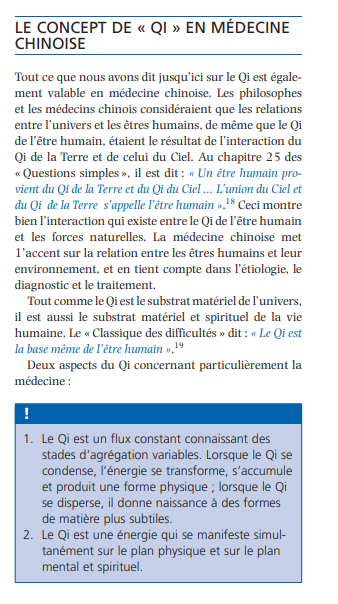 LE CONCEPT DE « QI » EN MÉDECINE
CHINOISE
Tout ce que nous avons dit jusqu'ici sur le Qi est égale-
ment valable en médecine chinoise. Les philosophes
et les médecins chinois considéraient que les relations
entre l'univers et les êtres humains, de même que le Qi
de l'être humain, étaient le résultat de l'interaction du
Qi de la Terre et de celui du Ciel. Au chapitre 25 des
« Questions simples », il est dit : « Un être humain pro-
vient du Qi de la Terre et du Qi du Ciel ... L'union du Ciel et
du Qi de la Terre s'appelle l'être humain ».18 Ceci montre
bien l'interaction qui existe entre le Qi de l'être humain
et les forces naturelles. La médecine chinoise met
1'accent sur la relation entre les êtres humains et leur
environnement, et en tient compte dans l'étiologie, le
diagnostic et le traitement.
Tout comme le Qi est le substrat matériel de l'univers,
il est aussi le substrat matériel et spirituel de la vie
humaine. Le « Classique des difficultés » dit : « Le Qi est
la base même de l'être humain ».19
Deux aspects du Qi concernant particulièrement la
médecine :
!
1. Le Qi est un flux constant connaissant des
stades d'agrégation variables. Lorsque le Qi se
condense, l'énergie se transforme, s'accumule
et produit une forme physique ; lorsque le Qi
se disperse, il donne naissance à des formes
de matière plus subtiles.
2. Le Qi est une énergie qui se manifeste simul-
tanément sur le plan physique et sur le plan
mental et spirituel.